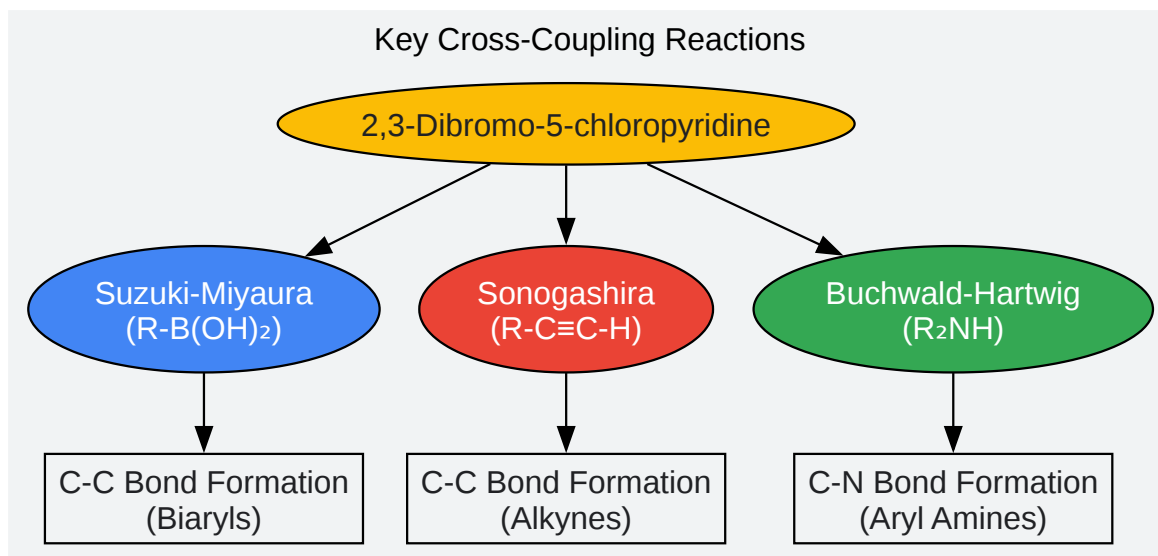 Key Cross-Coupling Reactions
2,3-Dibromo-5-chloropyridine
Suzuki-Miyaura
(R-B(OH)₂)
Sonogashira
(R-C≡C-H)
Buchwald-Hartwig
(R₂NH)
C-C Bond Formation
(Biaryls)
C-C Bond Formation
(Alkynes)
C-N Bond Formation
(Aryl Amines)